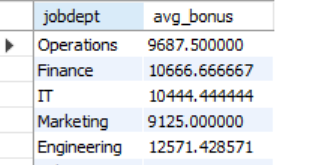 jobdept avg_bonus
Operations 9687.500000
Finance 10666.666667
IT 10444.444444
Marketing 9125.000000
Engineering 12571.428571